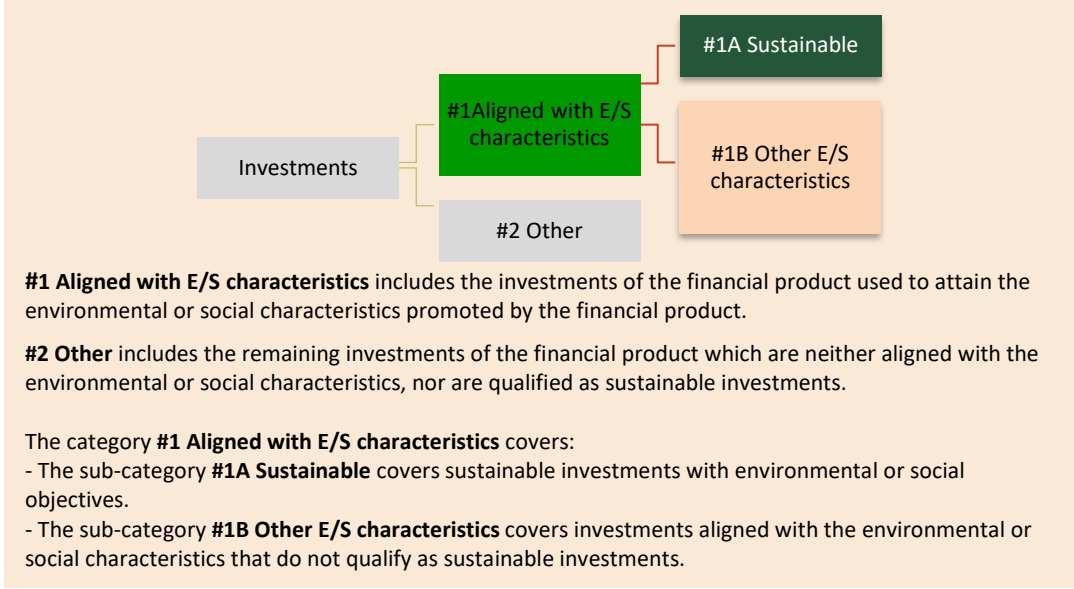 #1A Sustainable
#1Aligned with E/S
characteristics
#1B Other E/S
characteristics
Investments
#2 Other
#1 Aligned with E/S characteristics includes the investments of the financial product used to attain the
environmental or social characteristics promoted by the financial product.
#2 Other includes the remaining investments of the financial product which are neither aligned with the
environmental or social characteristics, nor are qualified as sustainable investments.
The category #1 Aligned with E/S characteristics covers:
- The sub-category #1A Sustainable covers sustainable investments with environmental or social
objectives.
- The sub-category #1B Other E/S characteristics covers investments aligned with the environmental or
social characteristics that do not qualify as sustainable investments.